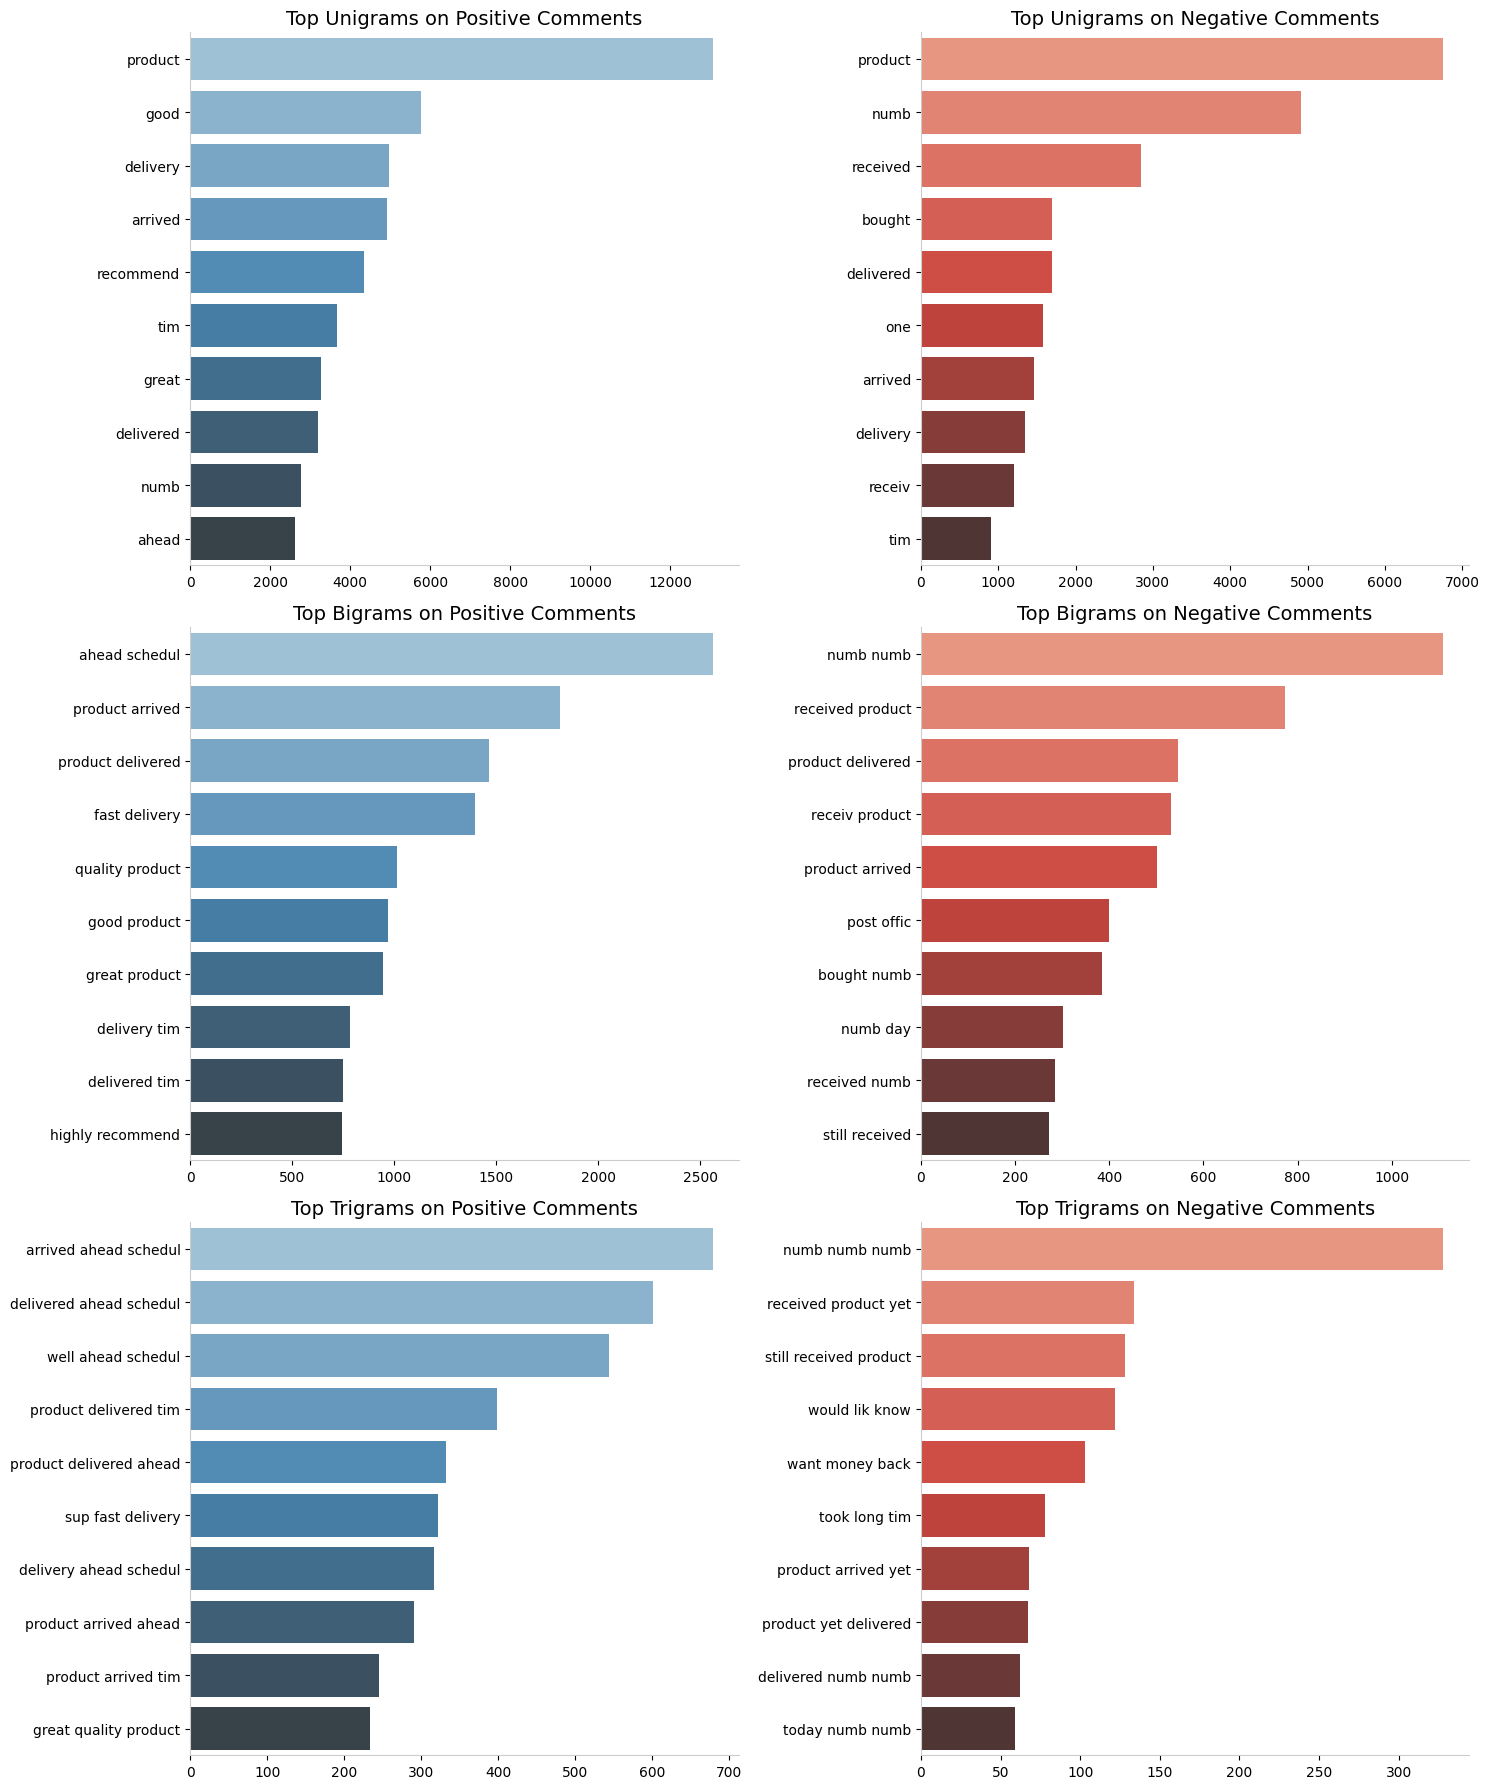 Top Unigrams on Positive Comments
product
good
delivery
arrived
recommend
tim
great
delivered
numb
ahead
0 2000 4000 6000 8000 10000 12000
Top Unigrams on Negative Comments
product
numb
received
bought
delivered
one
arrived
delivery
receiv
tim
0 1000 2000 3000 4000 5000 6000 7000
Top Bigrams on Positive Comments
ahead schedul
product arrived
product delivered
fast delivery
quality product
good product
great product
delivery tim
delivered tim
highly recommend
0 500 1000 1500 2000 2500
Top Bigrams on Negative Comments
numb numb
received product
product delivered
receiv product
product arrived
post offic
bought numb
numb day
received numb
still received
0 200 400 600 800 1000
Top Trigrams on Positive Comments
arrived ahead schedul
delivered ahead schedul
well ahead schedul
product delivered tim
product delivered ahead
sup fast delivery
delivery ahead schedul
product arrived ahead
product arrived tim
great quality product
0 100 200 300 400 500 600 700
Top Trigrams on Negative Comments
numb numb numb
received product yet
still received product
would lik know
want money back
took long tim
product arrived yet
product yet delivered
delivered numb numb
today numb numb
0 50 100 150 200 250 300